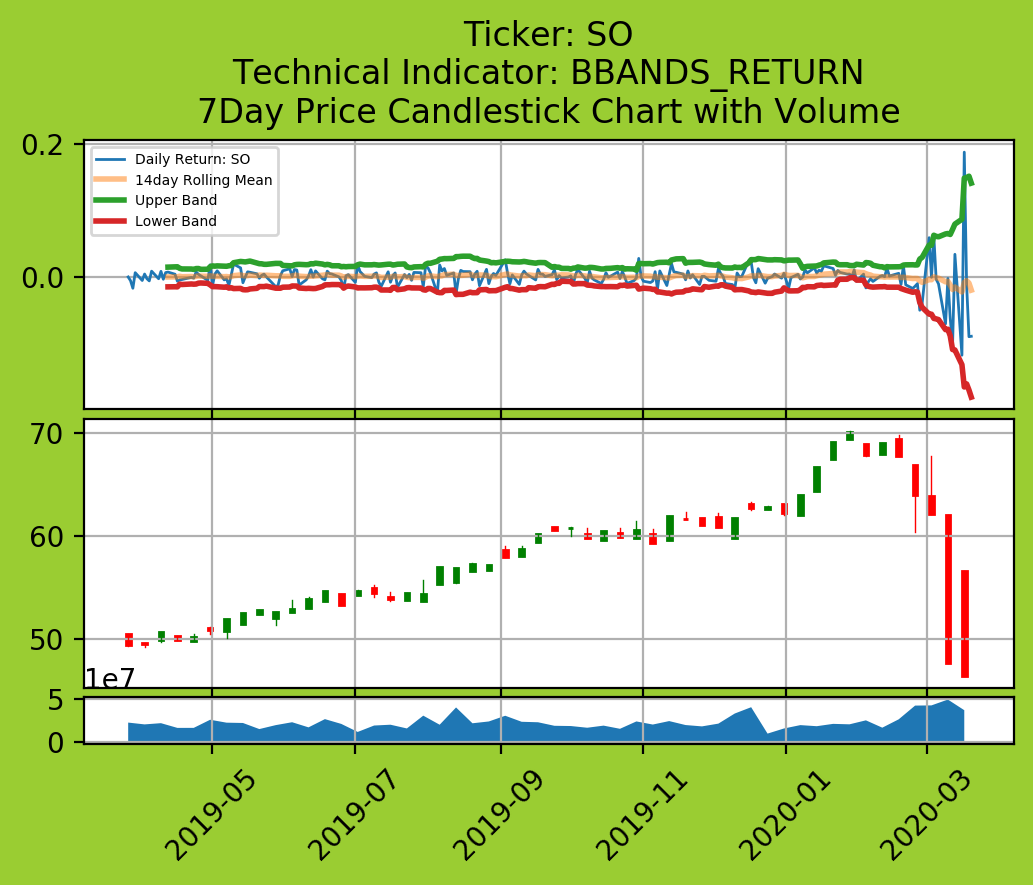 Ticker: SO
Technical Indicator: BBANDS_RETURN
7Day Price Candlestick Chart with Volume
0.2
0.0
Daily Return: SO
14day Rolling Mean
Upper Band
Lower Band
70
60
50
1e7
5
0
2019-05
2019-07
2019-09
2019-11
2020-01
2020-03